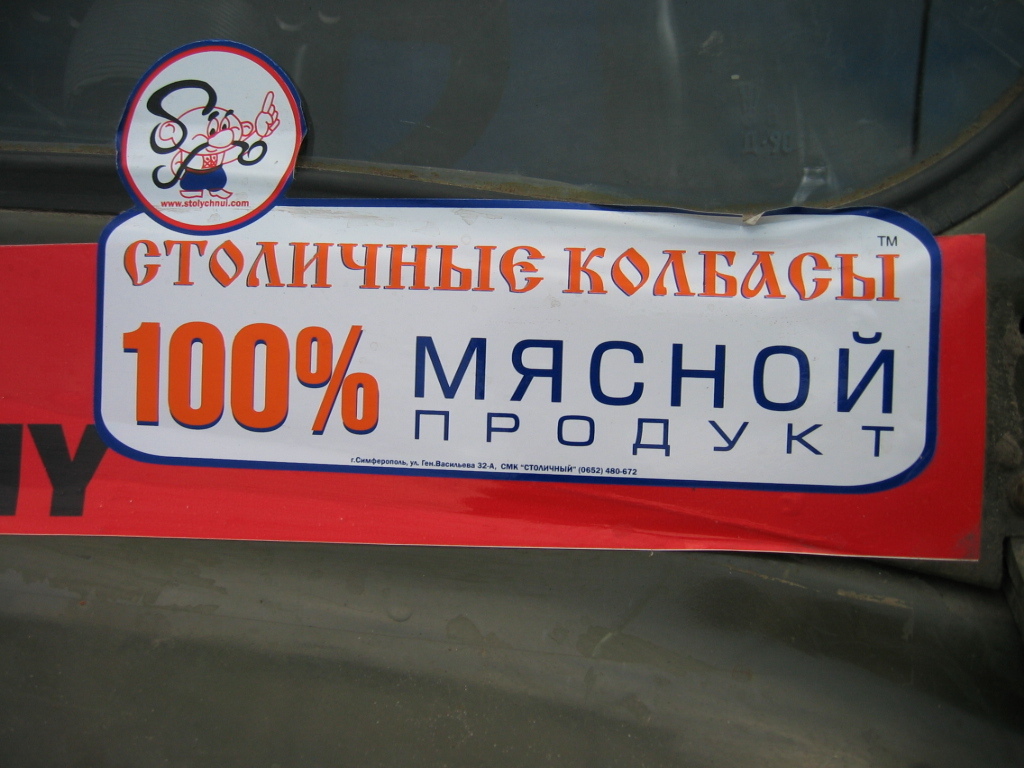 www.stolychnui.com
СТОЛИЧНЫЕ КОЛБАСЫ TM
100% МЯСНОЙ
ПРОДУКТ
г.Симферополь, ул. Ген.Васильева 32-А, СМК "СТОЛИЧНЫЙ" (0652) 480-672